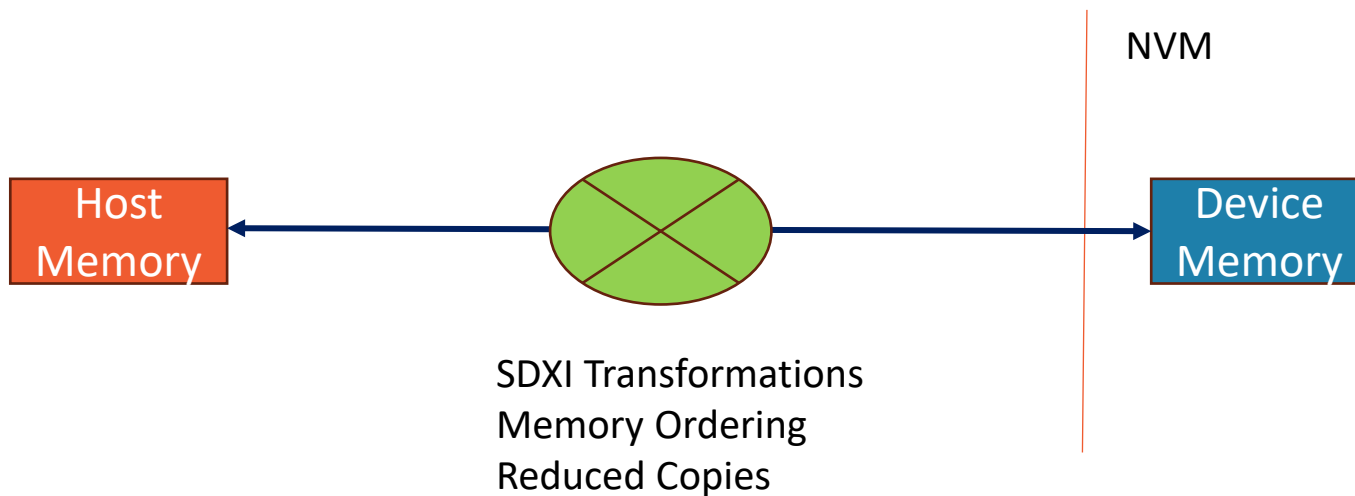 NVM
Host
Memory
Device
Memory
SDXI Transformations
Memory Ordering
Reduced Copies